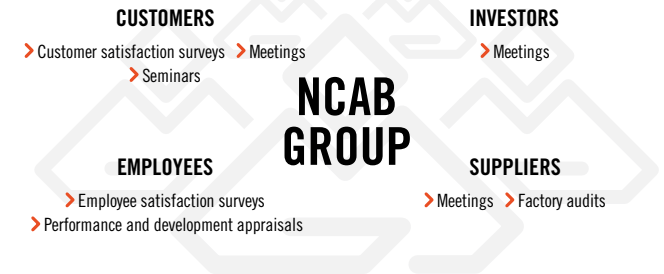 CUSTOMERS
Customer satisfaction surveys Meetings
Seminars
INVESTORS
Meetings
NCAB
GROUP
EMPLOYEES
Employee satisfaction surveys
Performance and development appraisals
SUPPLIERS
Meetings Factory audits